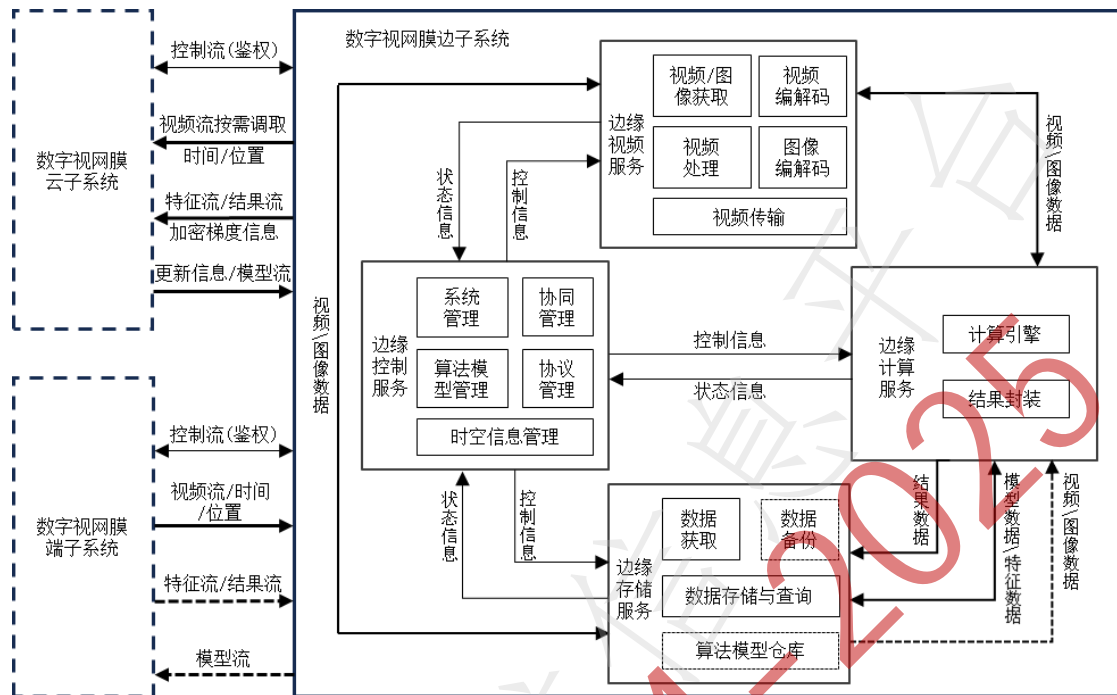 数字视网膜边子系统
控制流(鉴权)
视频流按需调取
时间/位置
特征流/结果流
加密梯度信息
更新信息/模型流
数字视网膜
云子系统
数字视网膜
端子系统
控制流(鉴权)
视频流/时间
/位置
特征流/结果流
模型流
视频\图像数据
边缘
视频
服务
视频/图
像获取
视频
编解码
视频
处理
图像
编解码
视频传输
状态信息
控制信息
视频\图像数据
边缘
控制
服务
系统
管理
协同
管理
算法模
型管理
协议
管理
时空信息管理
控制信息
状态信息
边缘
计算服务
计算引擎
结果封装
状态信息
控制信息
结果数据
模型数据\特征数据
视频\图像数据
边缘
存储
服务
数据
获取
数据
备份
数据存储与查询
算法模型仓库
-2025